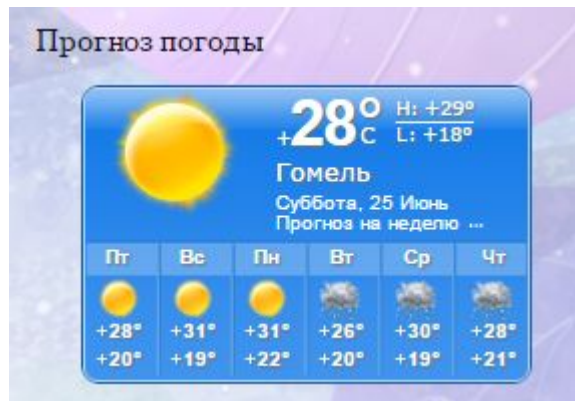 Прогноз погоды
+28°C
H: +29°
L: +18°
Гомель
Суббота, 25 Июнь
Прогноз на неделю ...
Пт Вс Пн Вт Ср Чт
+28° +31° +31° +26° +30° +28°
+20° +19° +22° +20° +19° +21°